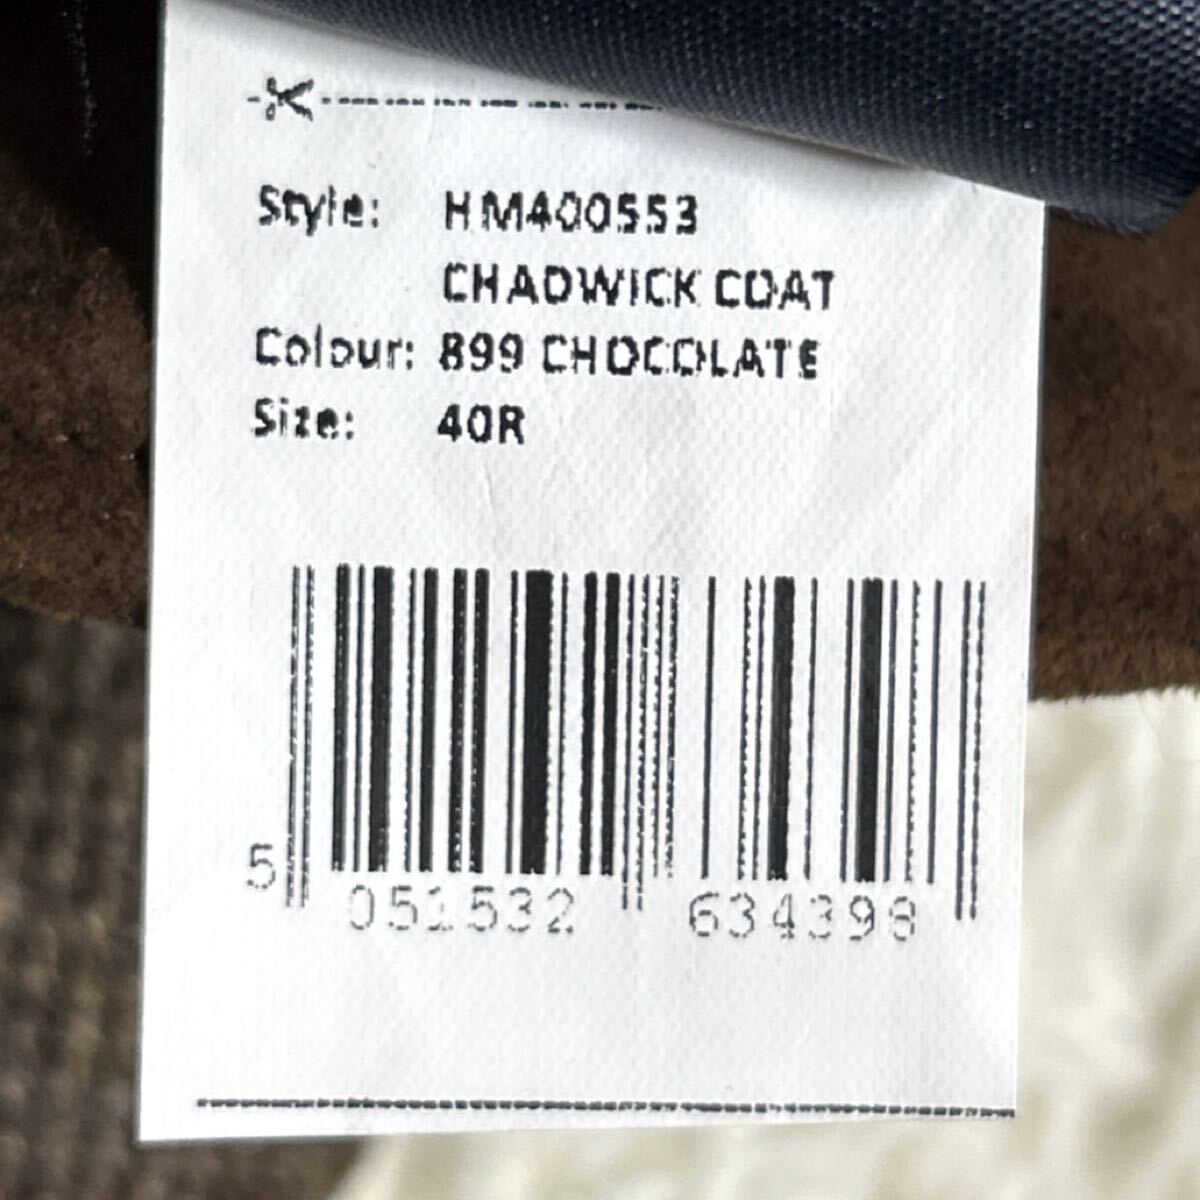 Style: HM400553
CHADWICK COAT
Colour: 899 CHOCOLATE
Size: 40R
5 051532 634398